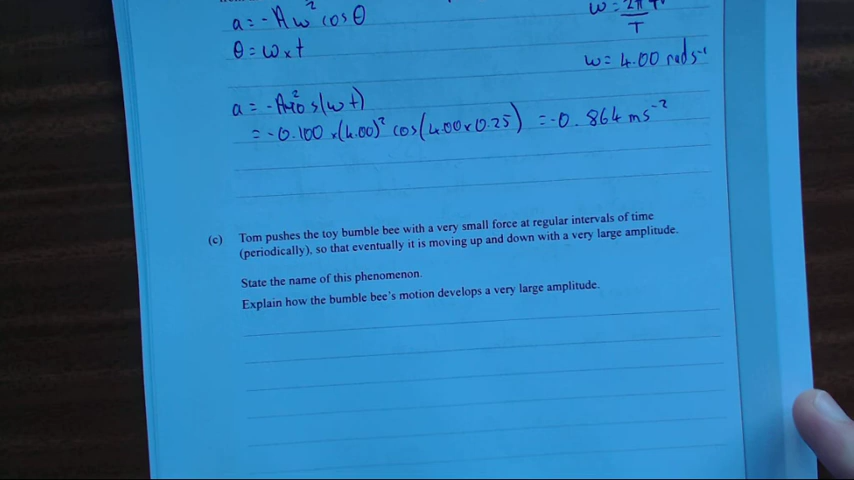 a = -Aω² cosθ
θ = ω x t
ω = 2π
T
ω = 4.00 rad s⁻¹
a = -Aω² cos(ωt)
= -0.100 x (4.00)² cos(4.00 x 0.25) = -0.864 ms⁻²
(c) Tom pushes the toy bumble bee with a very small force at regular intervals of time
(periodically), so that eventually it is moving up and down with a very large amplitude.
State the name of this phenomenon.
Explain how the bumble bee's motion develops a very large amplitude.